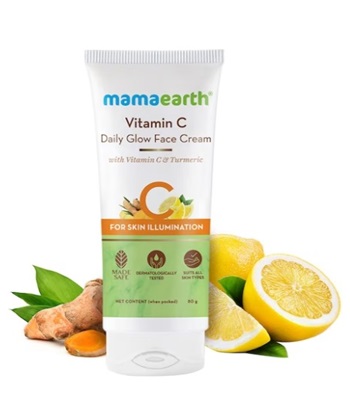 mamaearth®
Vitamin C
Daily Glow Face Cream
with Vitamin C & Turmeric
C
FOR SKIN ILLUMINATION
MADE SAFE
DERMATOLOGICALLY TESTED
SUITS ALL SKIN TYPES
NET CONTENT (when packed) 80 g